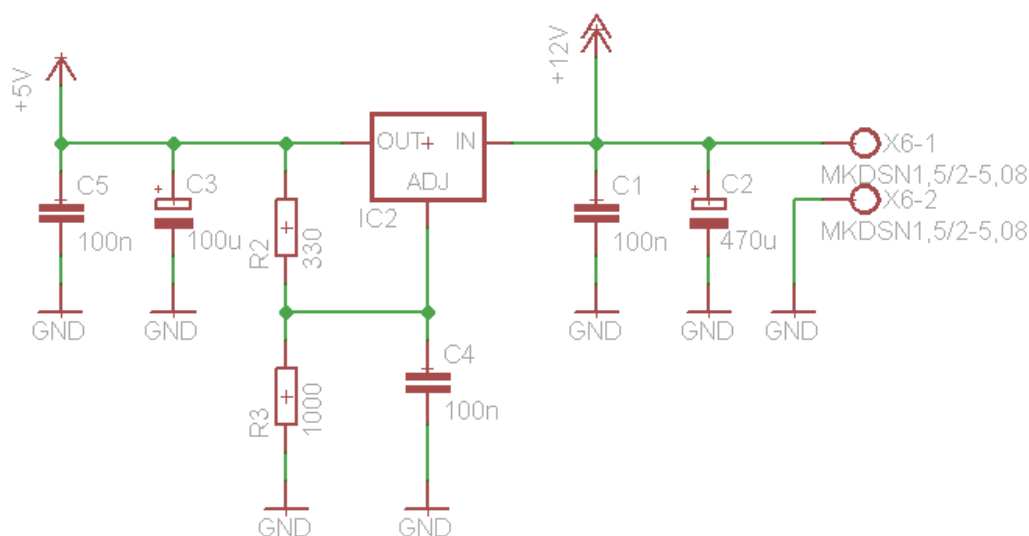 +5V
+12V
OUT
IN
ADJ
IC2
X6-1
MKDSN1,5/2-5,08
X6-2
MKDSN1,5/2-5,08
C5
100n
C3
100u
R2
330
C1
100n
C2
470u
GND
GND
GND
GND
GND
R3
1000
C4
100n
GND
GND